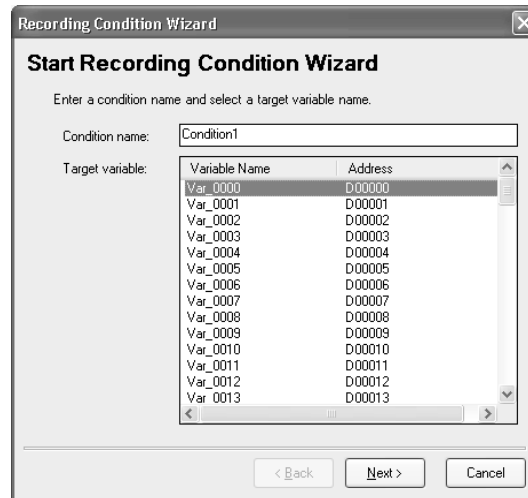 Recording Condition Wizard
Start Recording Condition Wizard
Enter a condition name and select a target variable name.
Condition name: Condition1
Target variable: Variable Name Address
Var_0000 D00000
Var_0001 D00001
Var_0002 D00002
Var_0003 D00003
Var_0004 D00004
Var_0005 D00005
Var_0006 D00006
Var_0007 D00007
Var_0008 D00008
Var_0009 D00009
Var_0010 D00010
Var_0011 D00011
Var_0012 D00012
Var_0013 D00013
< Back Next > Cancel